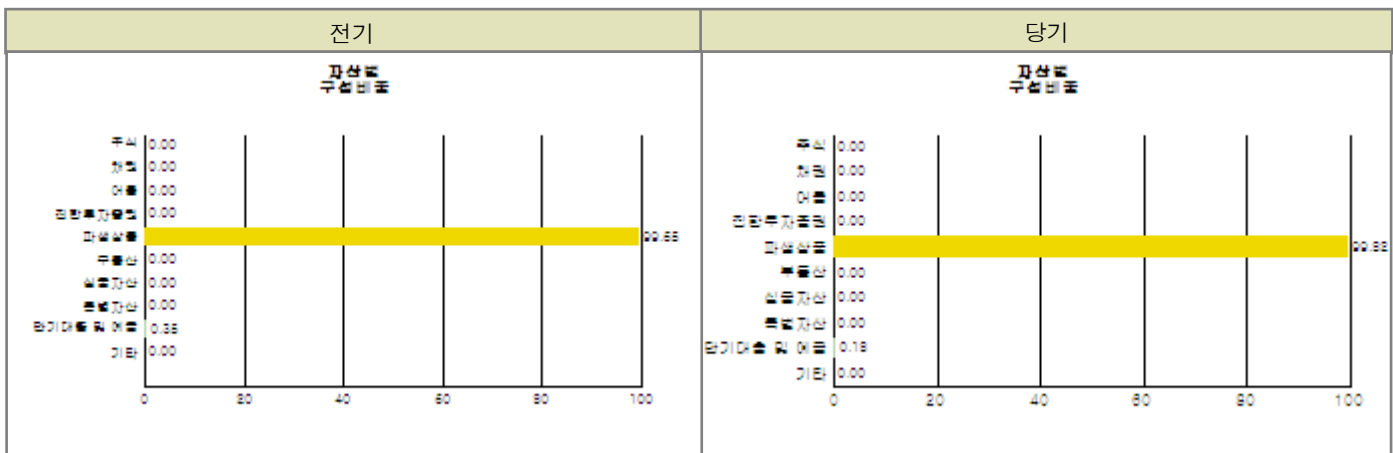 전기
당기
자산별
구성비율
주식 0.00
채권 0.00
어음 0.00
집합투자증권 0.00
파생상품 99.65
부동산 0.00
실물자산 0.00
특별자산 0.00
단기대출 및 예금 0.35
기타 0.00
0 20 40 60 80 100
자산별
구성비율
주식 0.00
채권 0.00
어음 0.00
집합투자증권 0.00
파생상품 99.82
부동산 0.00
실물자산 0.00
특별자산 0.00
단기대출 및 예금 0.18
기타 0.00
0 20 40 60 80 100